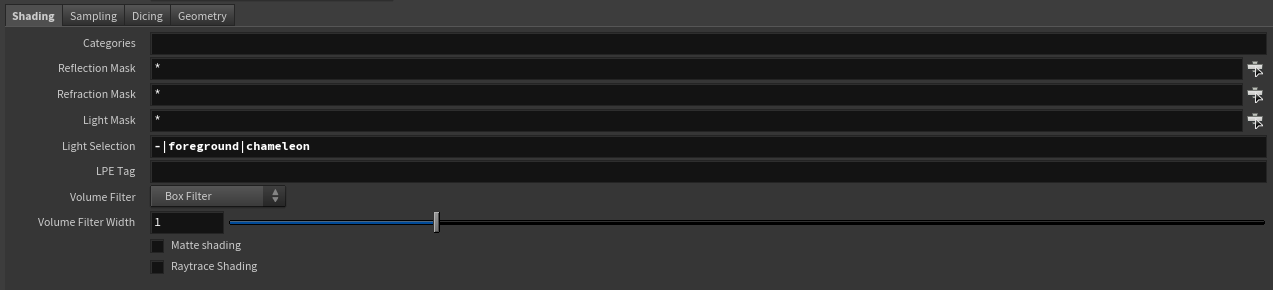 Shading Sampling Dicing Geometry
Categories
Reflection Mask *
Refraction Mask *
Light Mask *
Light Selection -|foreground|chameleon
LPE Tag
Volume Filter Box Filter
Volume Filter Width 1
Matte shading
Raytrace Shading